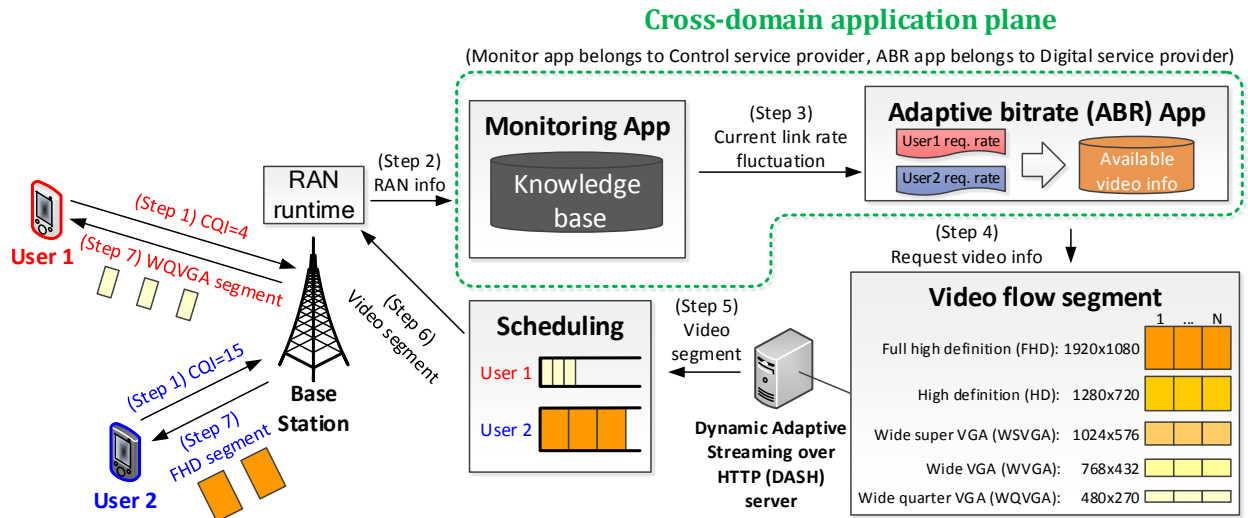 Cross-domain application plane
(Monitor app belongs to Control service provider, ABR app belongs to Digital service provider)
Monitoring App
Knowledge
base
(Step 3)
Current link rate
fluctuation
Adaptive bitrate (ABR) App
User1 req. rate
User2 req. rate
Available
video info
(Step 2)
RAN info
RAN
runtime
(Step 1) CQI=4
(Step 7) WQVGA segment
User 1
(Step 1) CQI=15
(Step 7)
FHD segment
User 2
Base
Station
(Step 6)
Video segment
Scheduling
User 1
User 2
(Step 5)
Video
segment
Dynamic Adaptive
Streaming over
HTTP (DASH)
server
(Step 4)
Request video info
Video flow segment
1 ... N
Full high definition (FHD): 1920x1080
High definition (HD): 1280x720
Wide super VGA (WSVGA): 1024x576
Wide VGA (WVGA): 768x432
Wide quarter VGA (WQVGA): 480x270